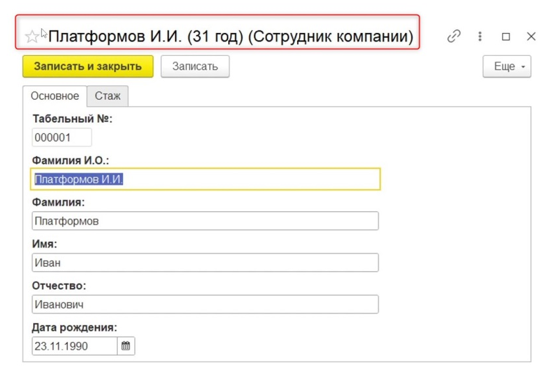 Платформов И.И. (31 год) (Сотрудник компании)
Записать и закрыть Записать Еще
Основное Стаж
Табельный №:
000001
Фамилия И.О.:
Платформов И.И.
Фамилия:
Платформов
Имя:
Иван
Отчество:
Иванович
Дата рождения:
23.11.1990